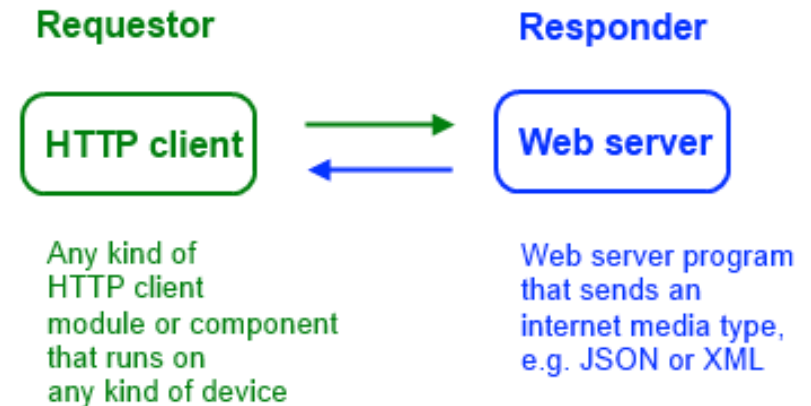 Requestor
Responder
HTTP client
Web server
Any kind of
HTTP client
module or component
that runs on
any kind of device
Web server program
that sends an
internet media type,
e.g. JSON or XML